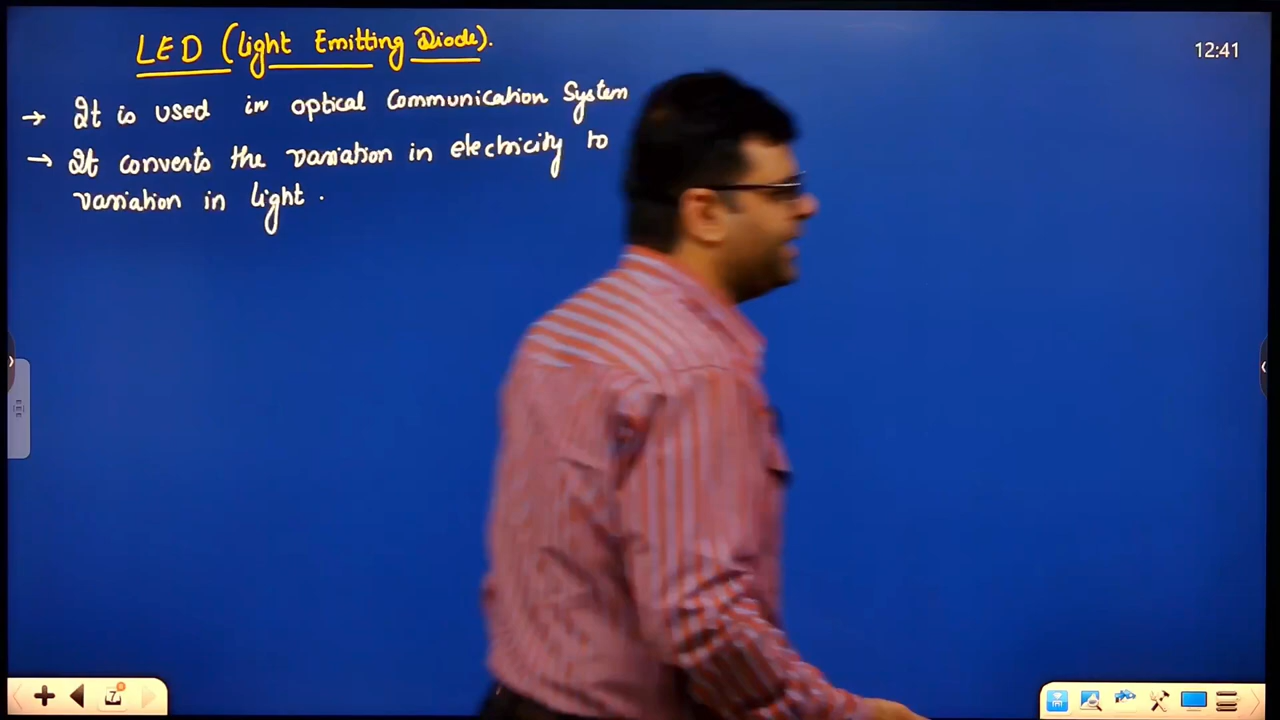 LED (Light Emitting Diode).
12:41
→ It is used in optical Communication System
→ It converts the variation in electricity to
variation in light.
7